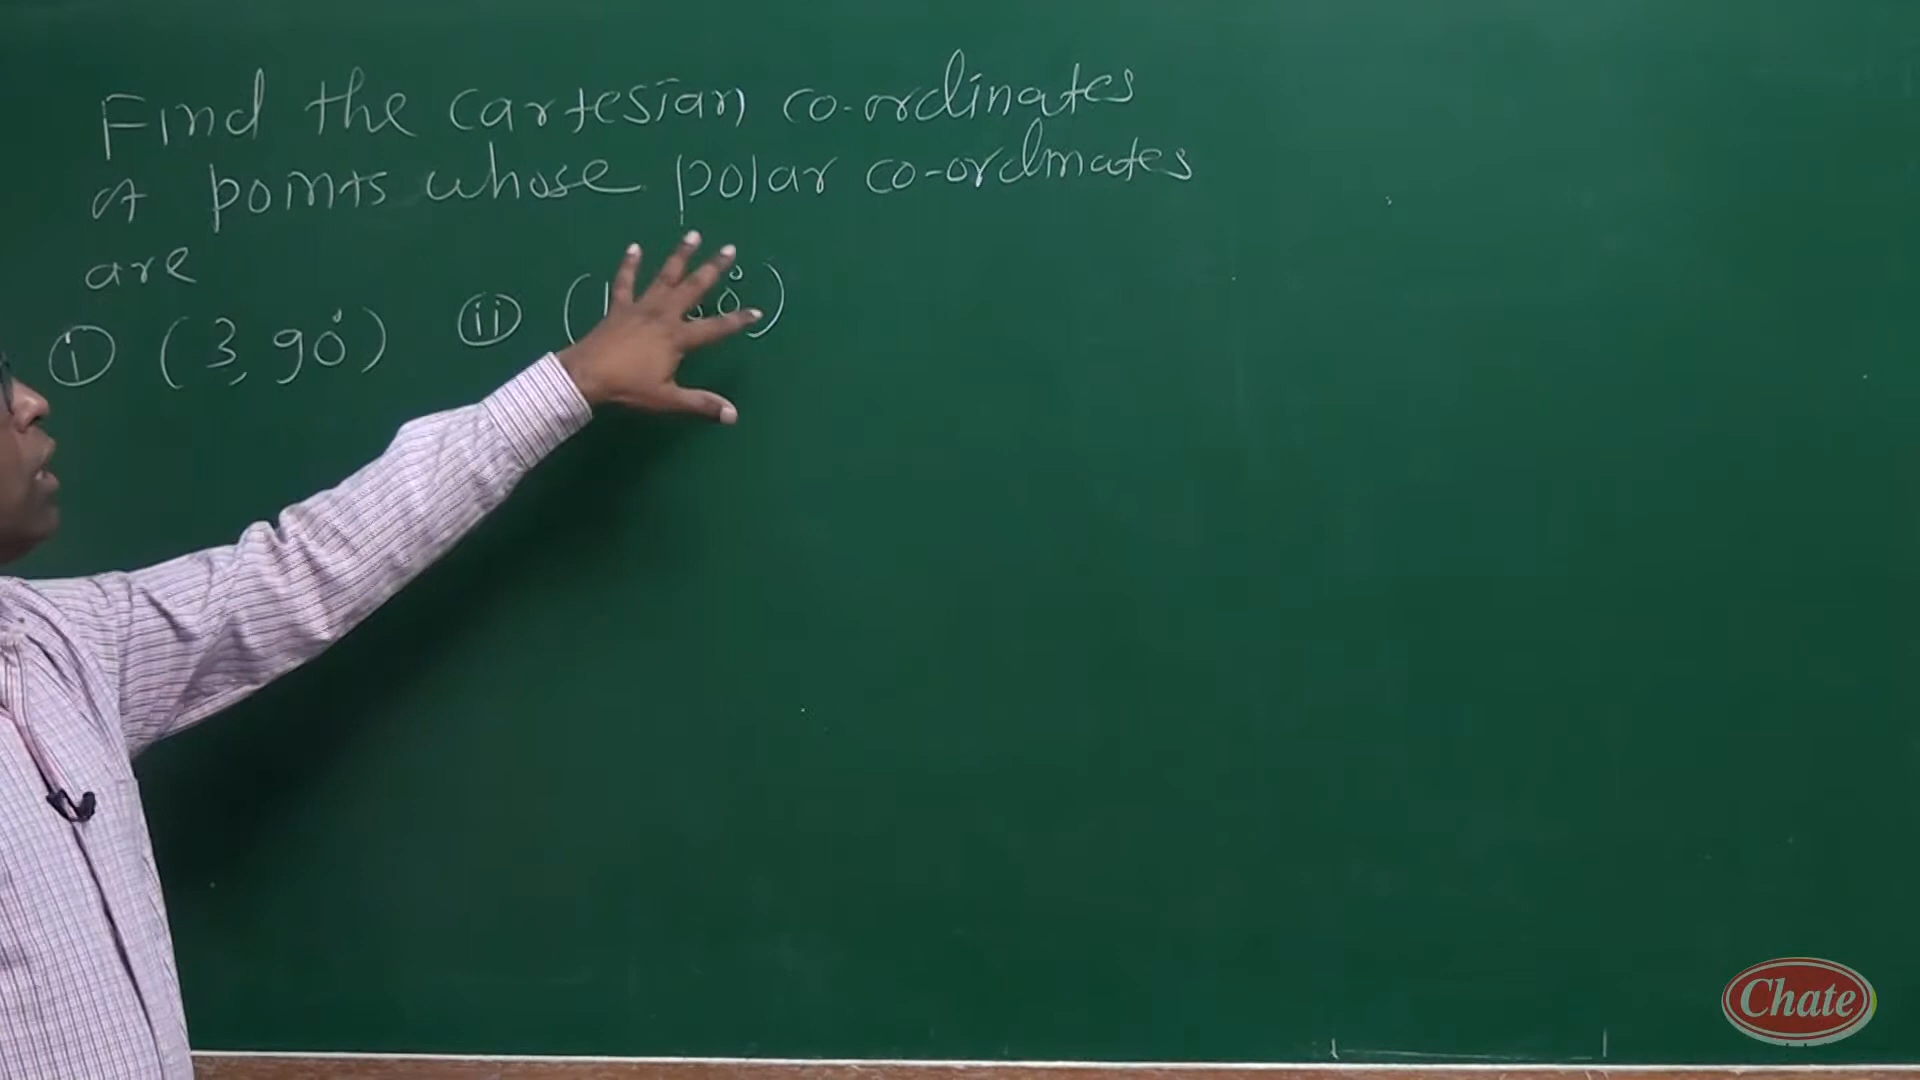 Find the cartesian co-ordinates
of points whose polar co-ordinates
are
(i) (3, 90°) (ii) (1
Chate